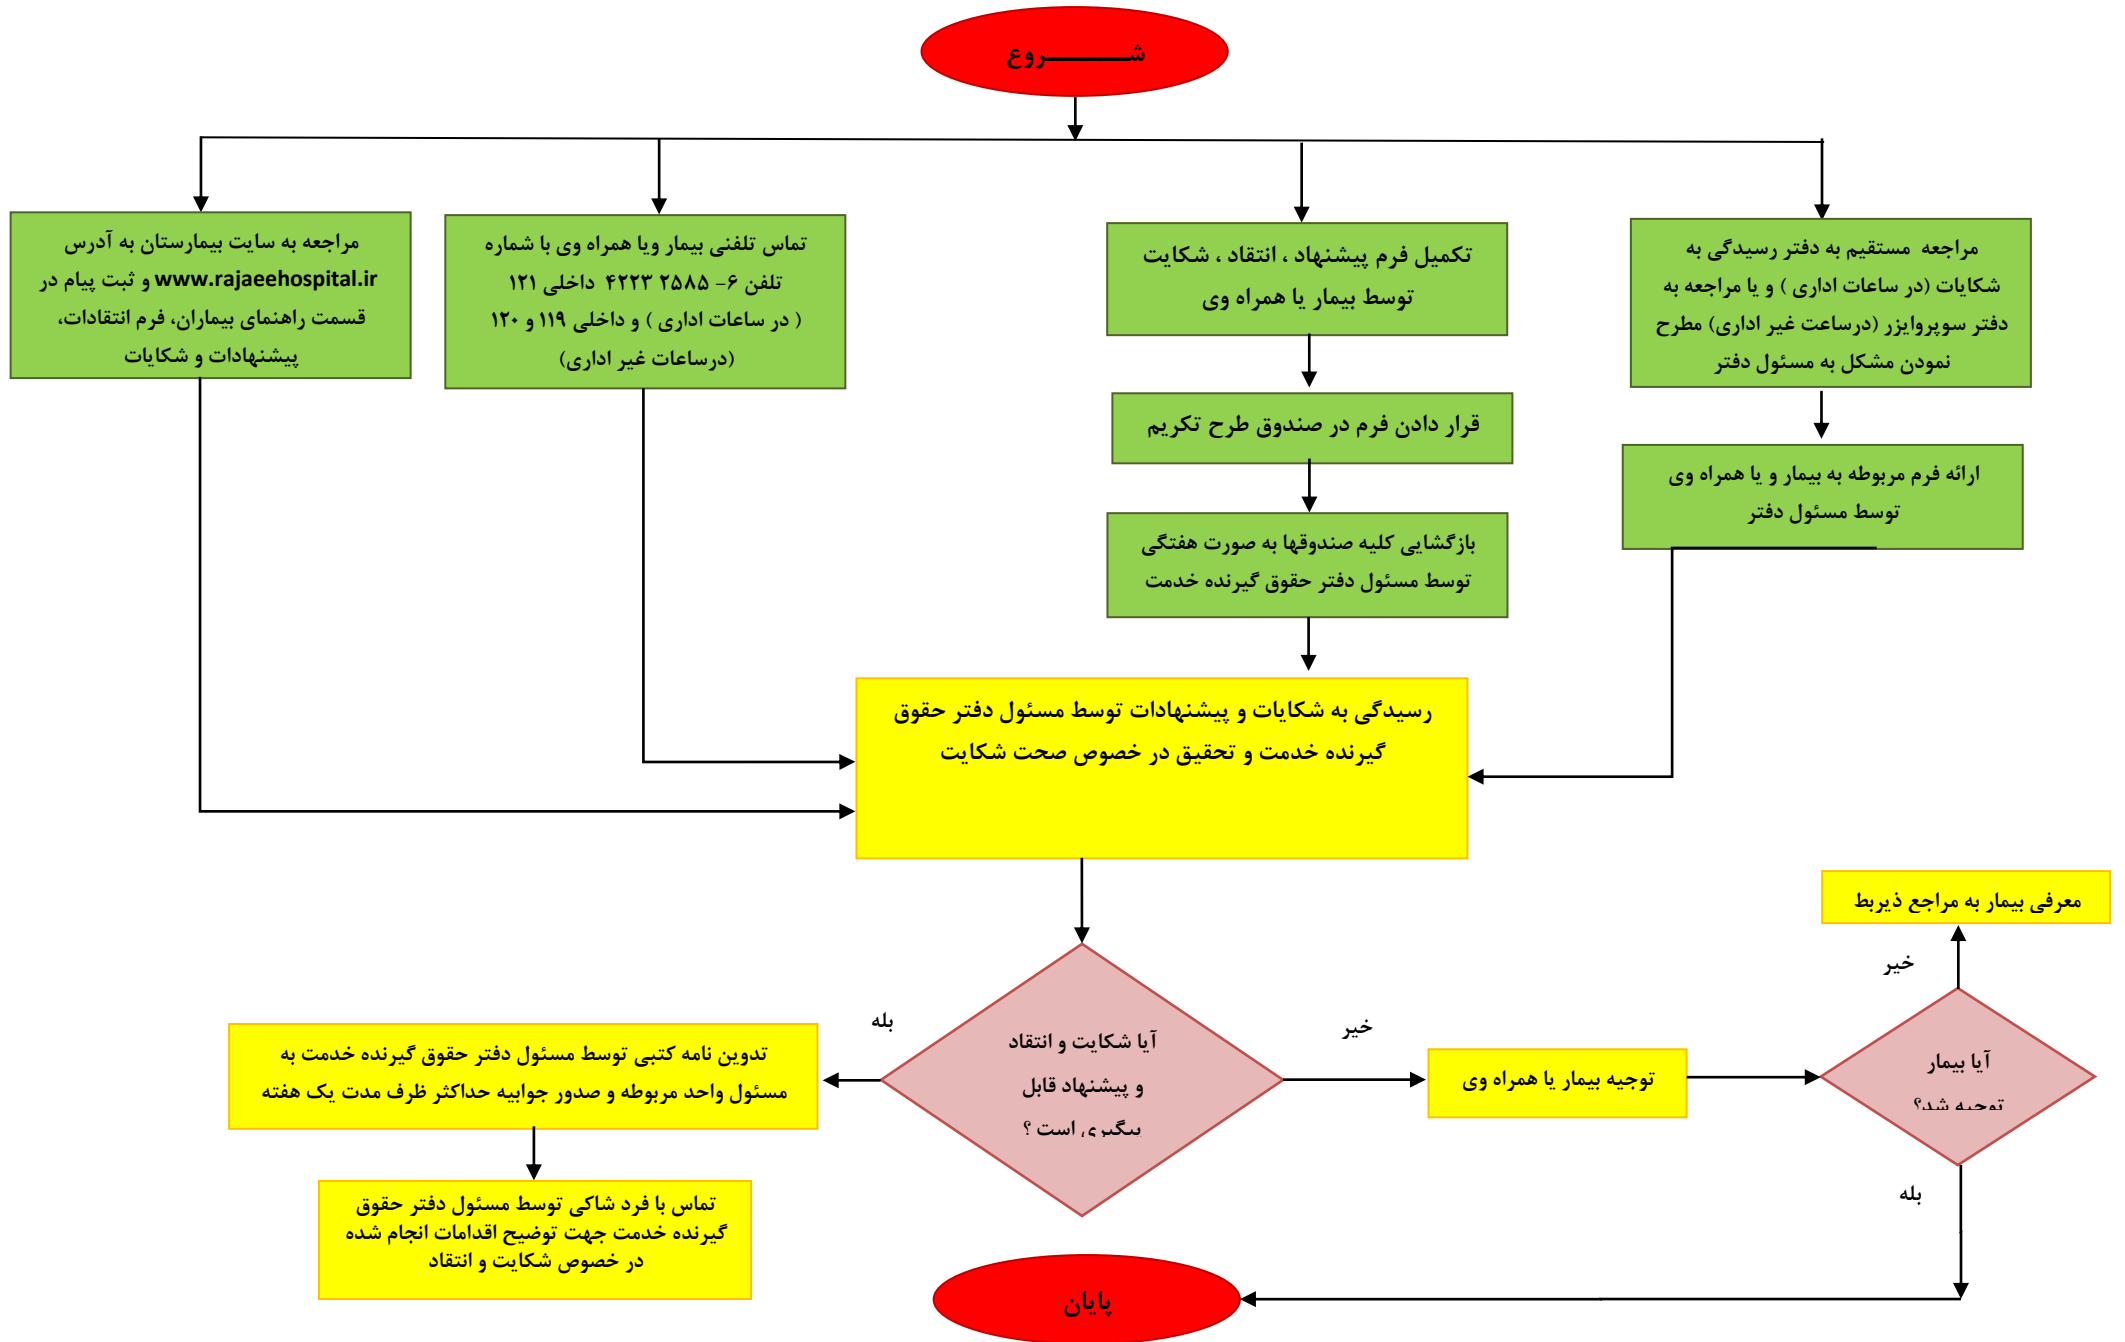 شــــــــــروع
مراجعه مستقیم به دفتر رسیدگی به
شکایات (در ساعات اداری ) و یا مراجعه به
دفتر سوپروایزر (درساعت غیر اداری) مطرح
نمودن مشکل به مسئول دفتر
تکمیل فرم پیشنهاد ، انتقاد ، شکایت
توسط بیمار یا همراه وی
تماس تلفنی بیمار ویا همراه وی با شماره
تلفن ۶- ۲۵۸۵ ۴۲۲۳ داخلی ۱۲۱
( در ساعات اداری ) و داخلی ۱۱۹ و ۱۲۰
(درساعات غیر اداری)
مراجعه به سایت بیمارستان به آدرس
www.rajaeehospital.ir و ثبت پیام در
قسمت راهنمای بیماران، فرم انتقادات،
پیشنهادات و شکایات
قرار دادن فرم در صندوق طرح تکریم
ارائه فرم مربوطه به بیمار و یا همراه وی
توسط مسئول دفتر
بازگشایی کلیه صندوقها به صورت هفتگی
توسط مسئول دفتر حقوق گیرنده خدمت
رسیدگی به شکایات و پیشنهادات توسط مسئول دفتر حقوق
گیرنده خدمت و تحقیق در خصوص صحت شکایت
معرفی بیمار به مراجع ذیربط
خیر
آیا بیمار
توجیه شد؟
بله
توجیه بیمار یا همراه وی
خیر
آیا شکایت و انتقاد
و پیشنهاد قابل
پیگیری است ؟
بله
تدوین نامه کتبی توسط مسئول دفتر حقوق گیرنده خدمت به
مسئول واحد مربوطه و صدور جوابیه حداکثر ظرف مدت یک هفته
تماس با فرد شاکی توسط مسئول دفتر حقوق
گیرنده خدمت جهت توضیح اقدامات انجام شده
در خصوص شکایت و انتقاد
پایان